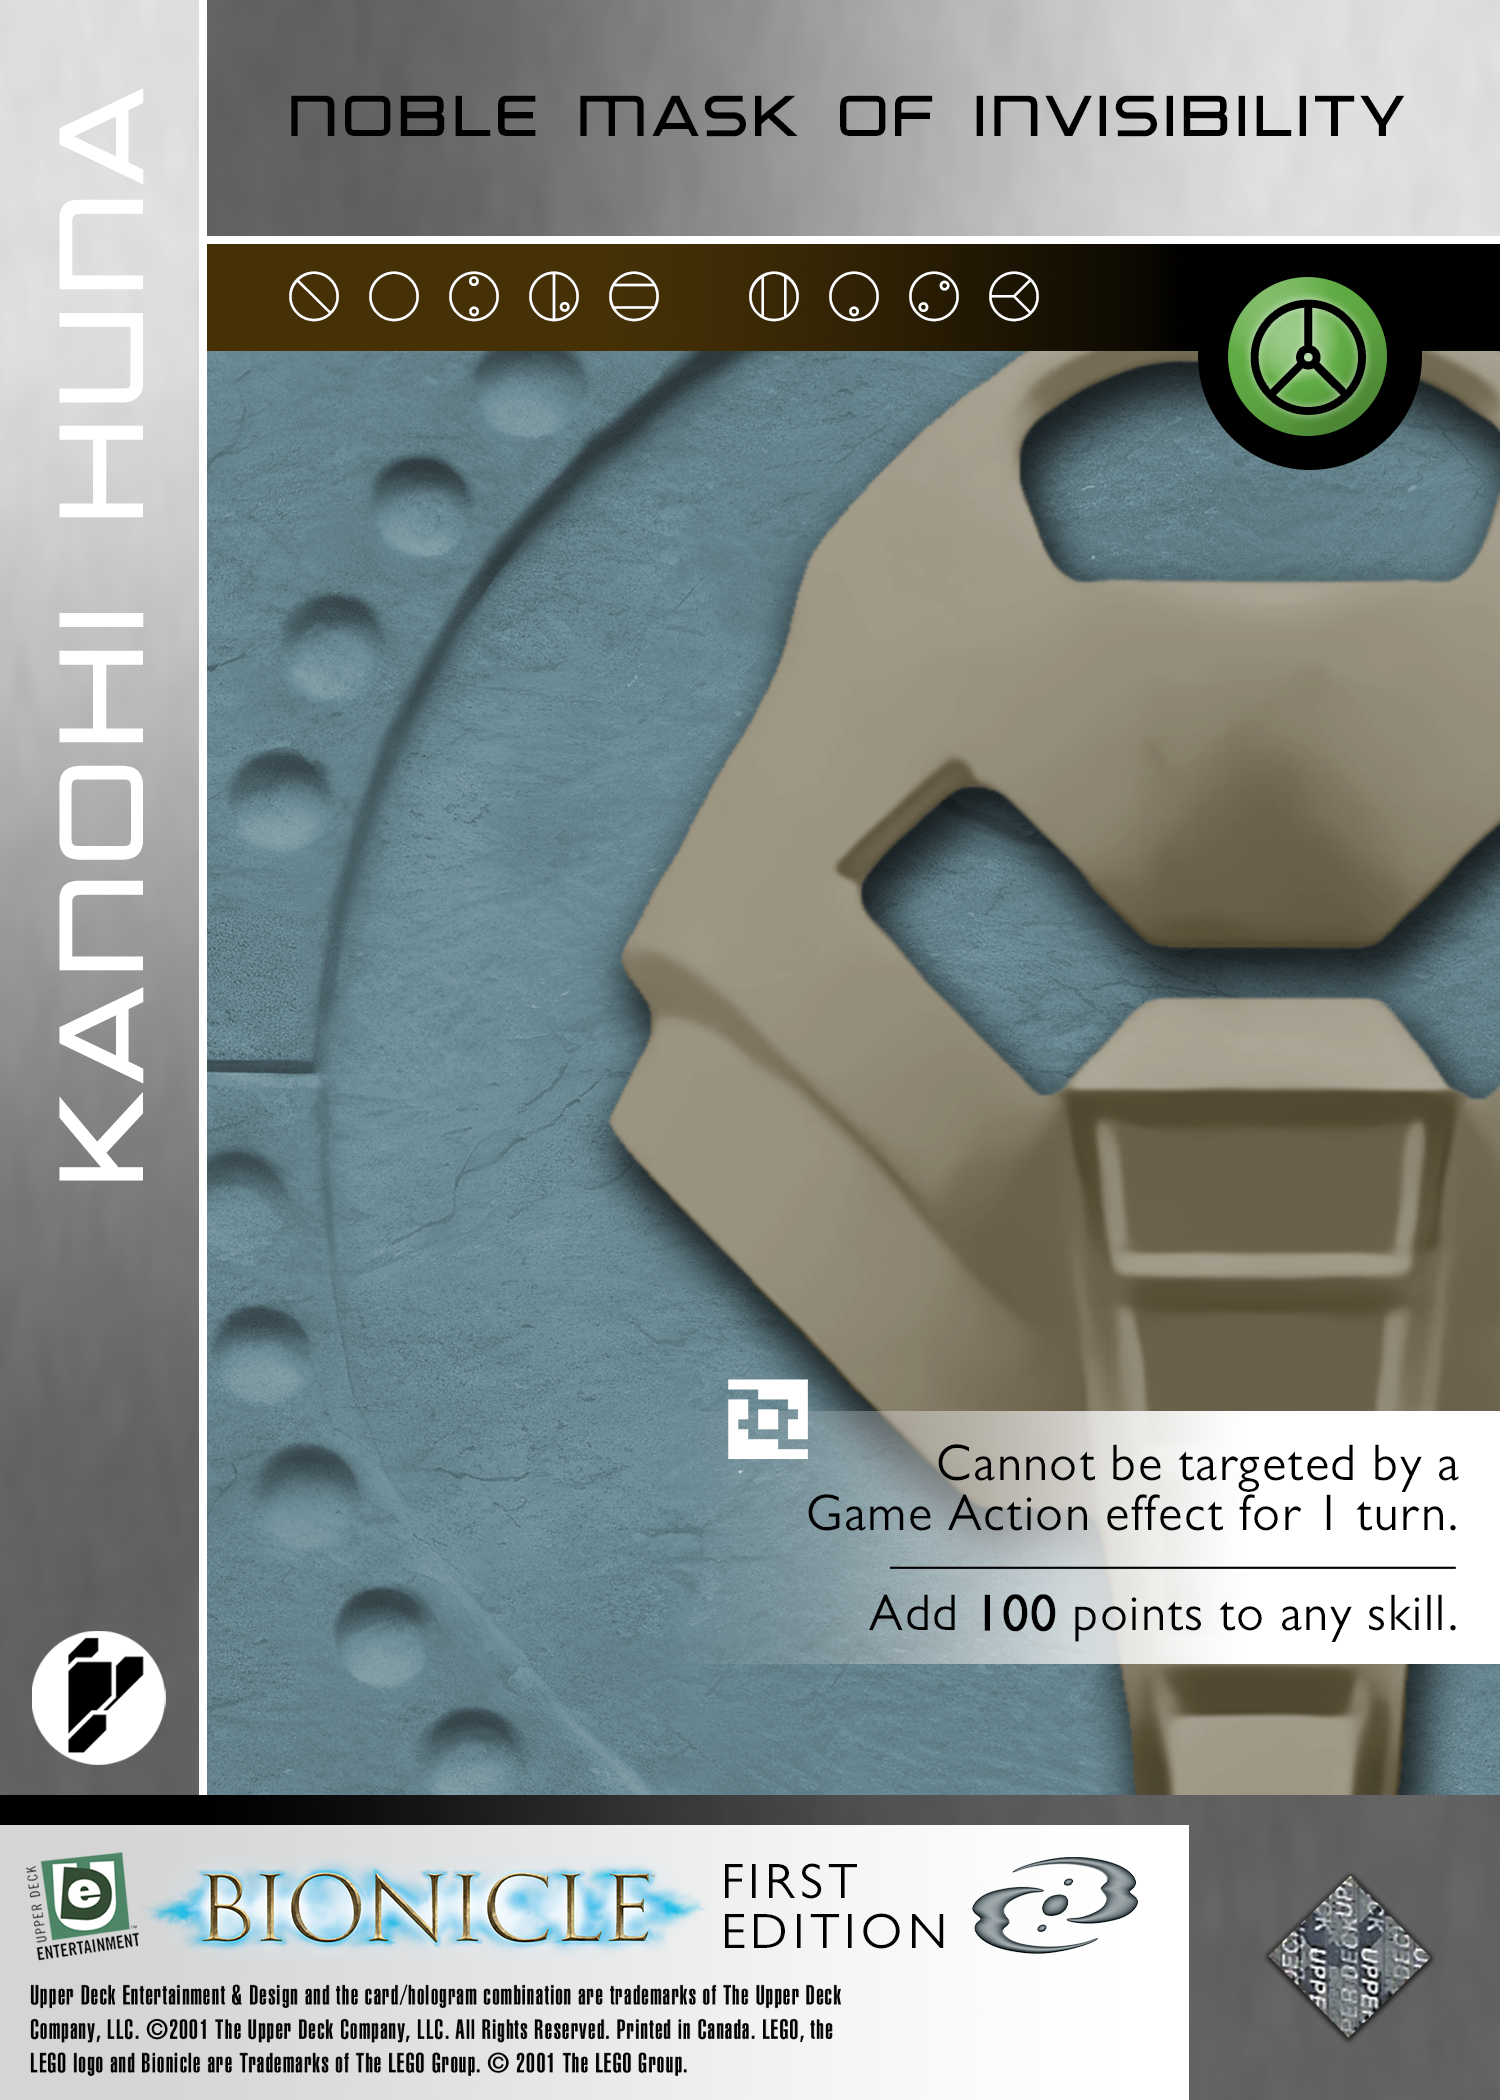 NOBLE MASK OF INVISIBILITY
KANOHI HUNA
Cannot be targeted by a
Game Action effect for 1 turn.
Add 100 points to any skill.
UPPER DECK
e
ENTERTAINMENT
BIONICLE
FIRST
EDITION
Upper Deck Entertainment & Design and the card/hologram combination are trademarks of The Upper Deck
Company, LLC. ©2001 The Upper Deck Company, LLC. All Rights Reserved. Printed in Canada. LEGO, the
LEGO logo and Bionicle are Trademarks of The LEGO Group. © 2001 The LEGO Group.